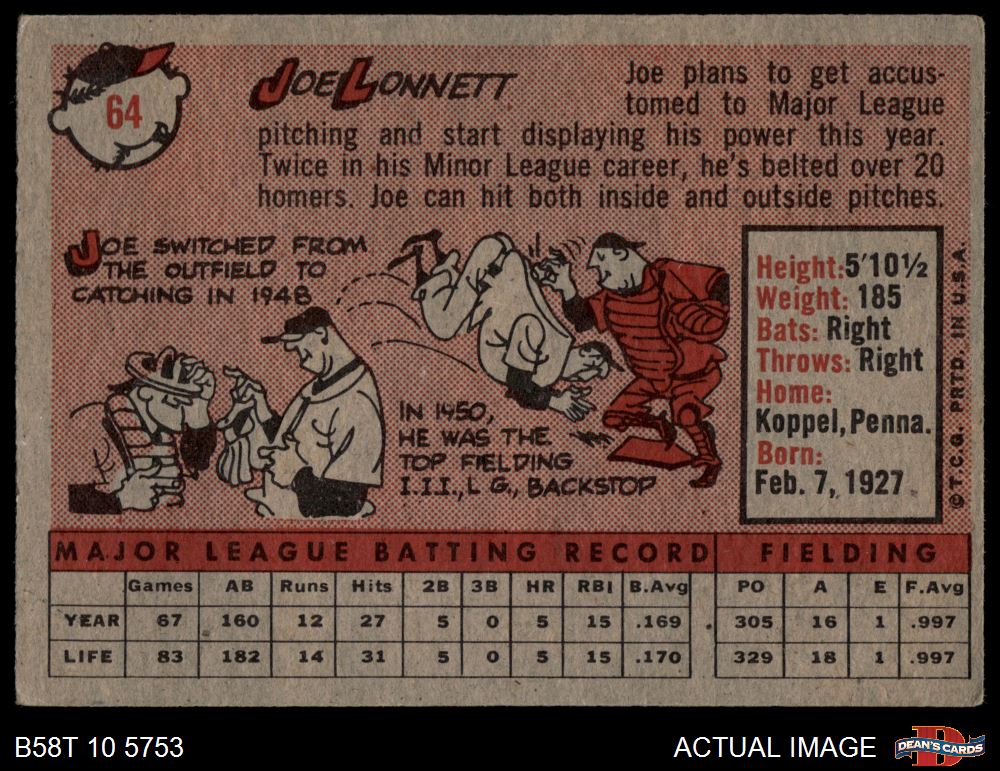 64
JOE LONNETT
Joe plans to get accus-
tomed to Major League
pitching and start displaying his power this year.
Twice in his Minor League career, he's belted over 20
homers. Joe can hit both inside and outside pitches.
JOE SWITCHED FROM
THE OUTFIELD TO
CATCHING IN 1948
IN 1950,
HE WAS THE
TOP FIELDING
I.I.I., L G., BACKSTOP
Height: 5'10½
Weight: 185
Bats: Right
Throws: Right
Home:
Koppel, Penna.
Born:
Feb. 7, 1927
© T.C.G. PRTD. IN U.S.A.
MAJOR LEAGUE BATTING RECORD FIELDING
Games AB Runs Hits 2B 3B HR RBI B.Avg PO A E F.Avg
YEAR 67 160 12 27 5 0 5 15 .169 305 16 1 .997
LIFE 83 182 14 31 5 0 5 15 .170 329 18 1 .997
B58T 10 5753
ACTUAL IMAGE
D
DEAN'S CARDS